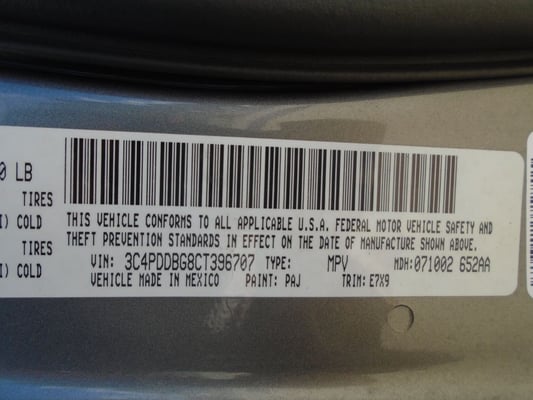 0 LB
TIRES
I) COLD
TIRES
I) COLD
THIS VEHICLE CONFORMS TO ALL APPLICABLE U.S.A. FEDERAL MOTOR VEHICLE SAFETY AND
THEFT PREVENTION STANDARDS IN EFFECT ON THE DATE OF MANUFACTURE SHOWN ABOVE.
VIN: 3C4PDDBG8CT396707 TYPE: MPV MDH:071002 652AA
VEHICLE MADE IN MEXICO PAINT: PAJ TRIM: E7X9